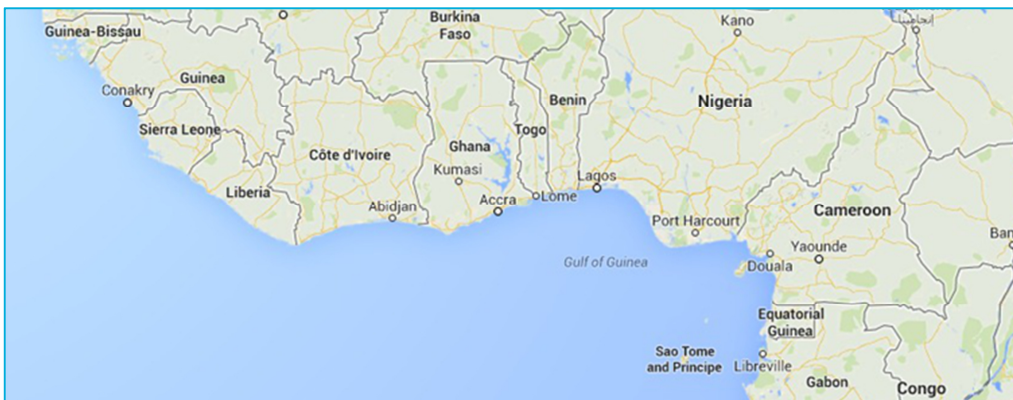 Burkina
Faso
Kano
إنجامينا
Guinea-Bissau
Guinea
Conakry
Benin
Nigeria
Sierra Leone
Togo
Ghana
Côte d'Ivoire
Kumasi
Lagos
Liberia
Abidjan
Accra
Lome
Port Harcourt
Cameroon
Ban
Yaounde
Gulf of Guinea
Douala
Equatorial
Guinea
Sao Tome
and Principe
Libreville
Gabon
Congo